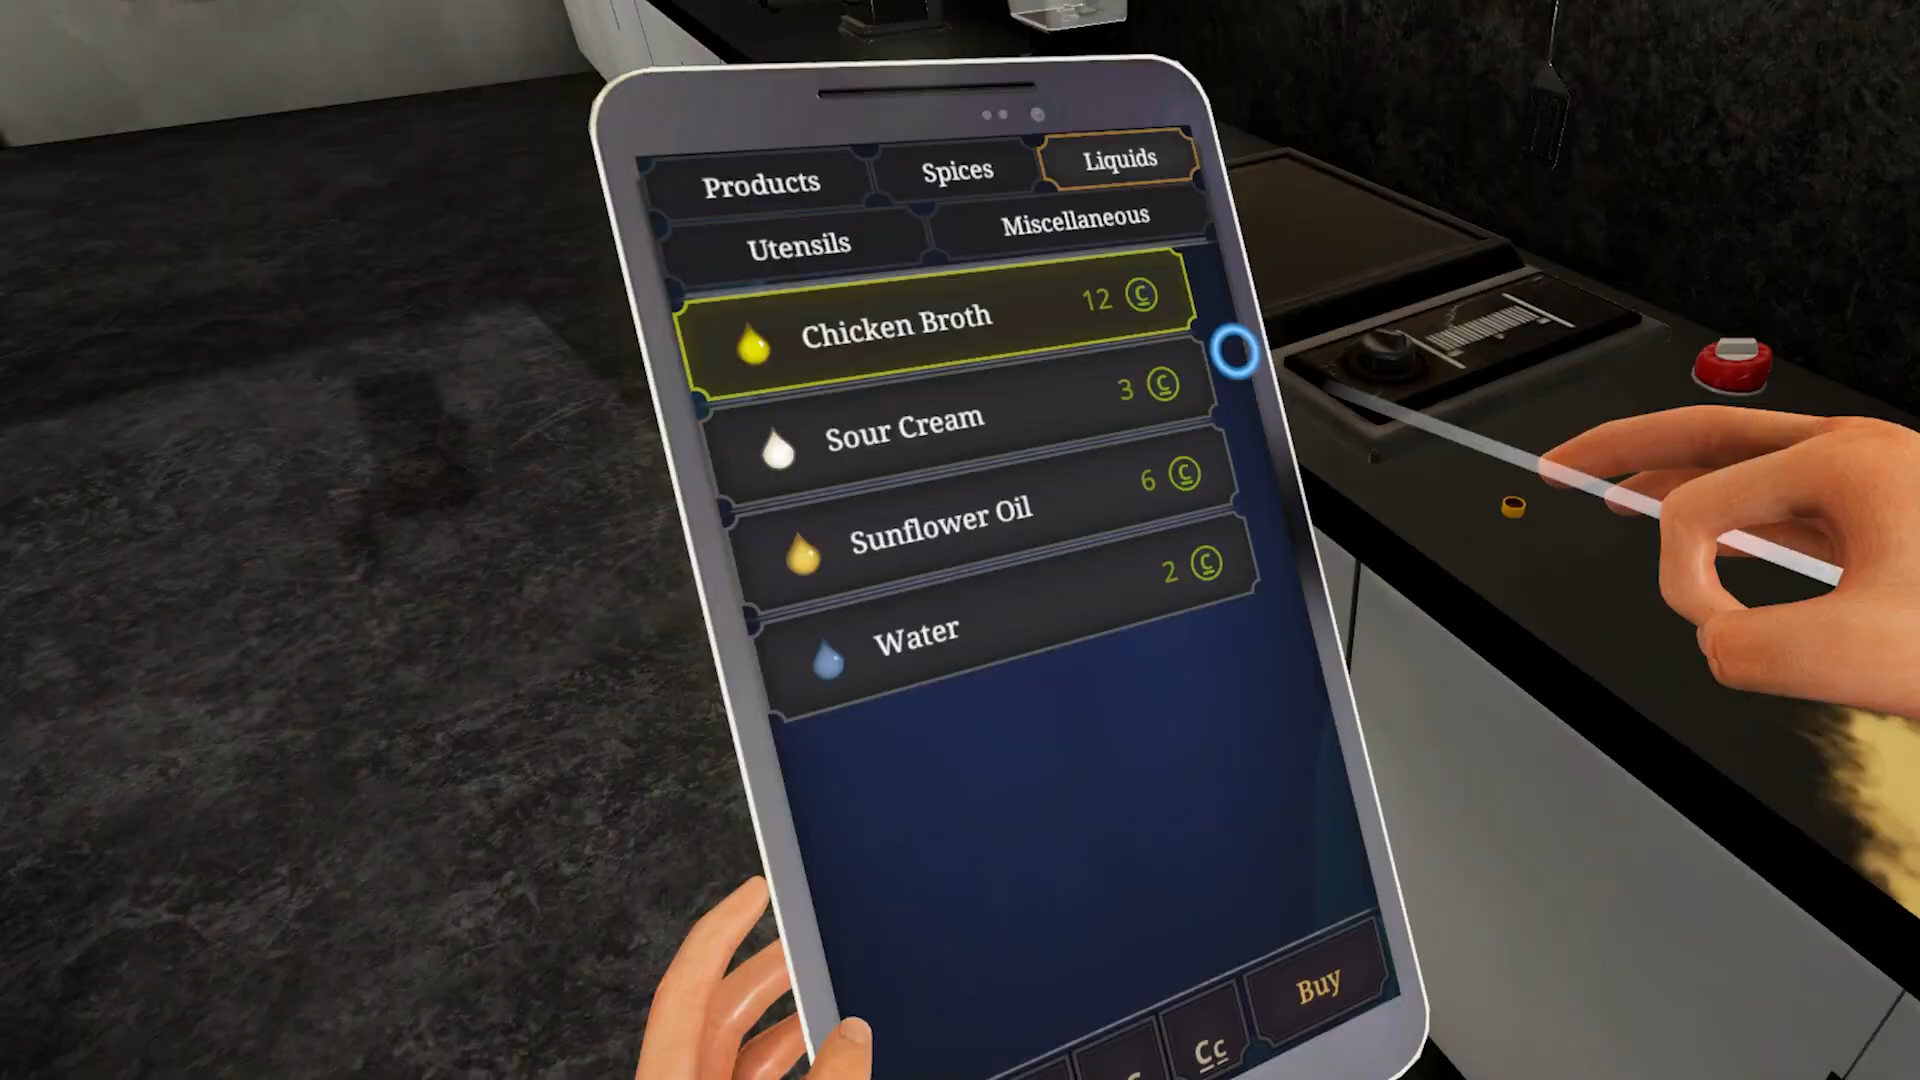 Products
Spices
Liquids
Utensils
Miscellaneous
Chicken Broth 12 C
Sour Cream 3 C
Sunflower Oil 6 C
Water 2 C
Cc
Buy